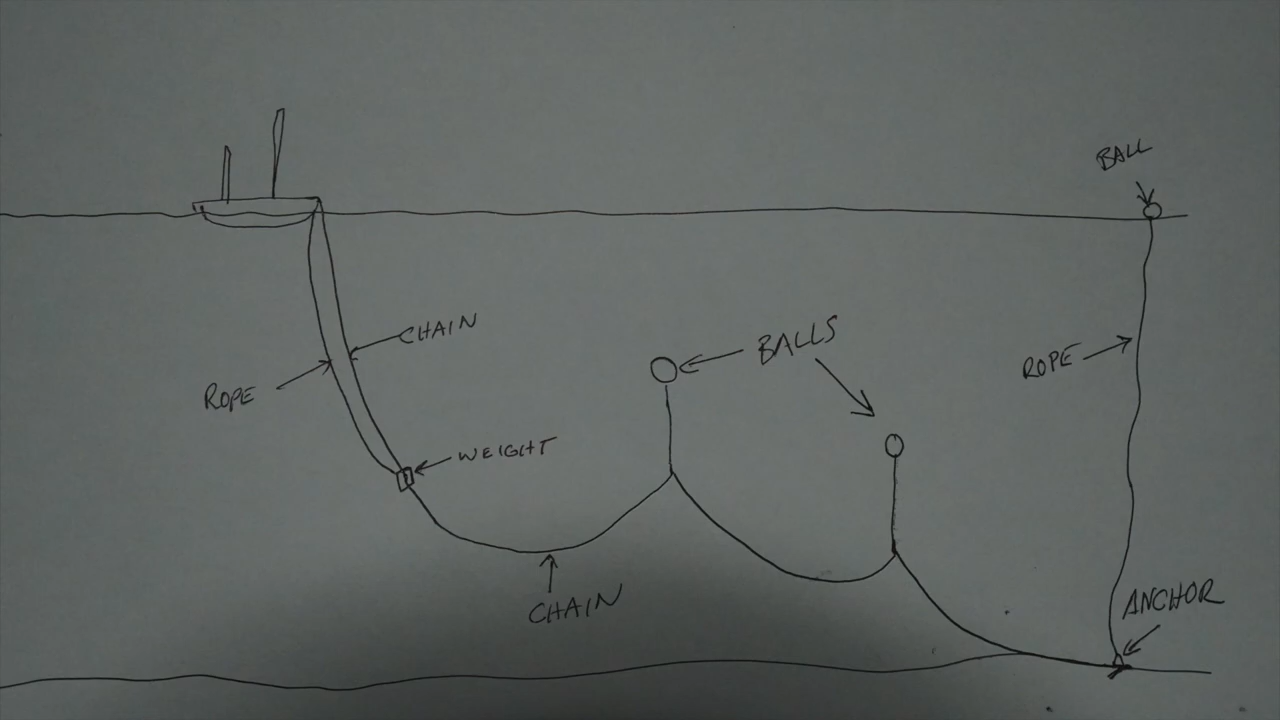 BALL
CHAIN
BALLS
ROPE
ROPE
WEIGHT
CHAIN
ANCHOR